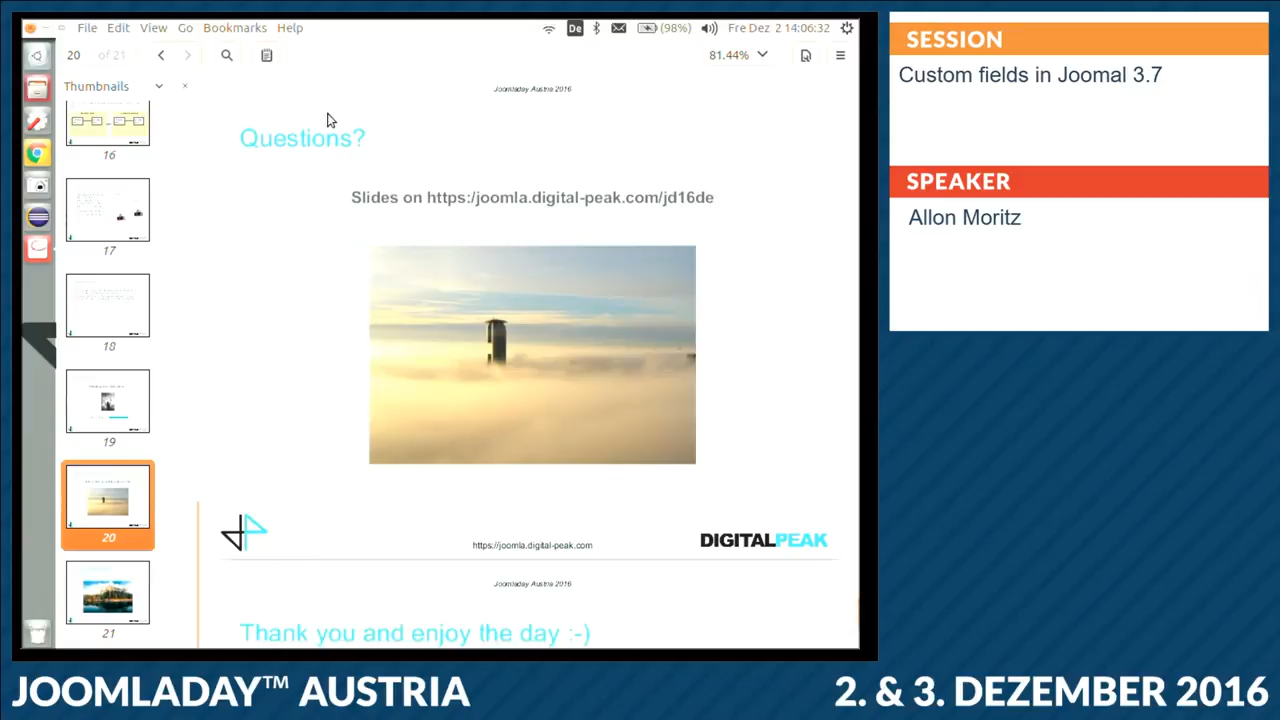 File Edit View Go Bookmarks Help
De (98%) Fre Dez 2 14:06:32
20 of 21 81.44%
Thumbnails
16
17
18
19
20
21
Joomladay Austria 2016
Questions?
Slides on https:/joomla.digital-peak.com/jd16de
https://joomla.digital-peak.com
DIGITALPEAK
Joomladay Austria 2016
Thank you and enjoy the day :-)
SESSION
Custom fields in Joomal 3.7
SPEAKER
Allon Moritz
JOOMLADAY™ AUSTRIA
2. & 3. DEZEMBER 2016